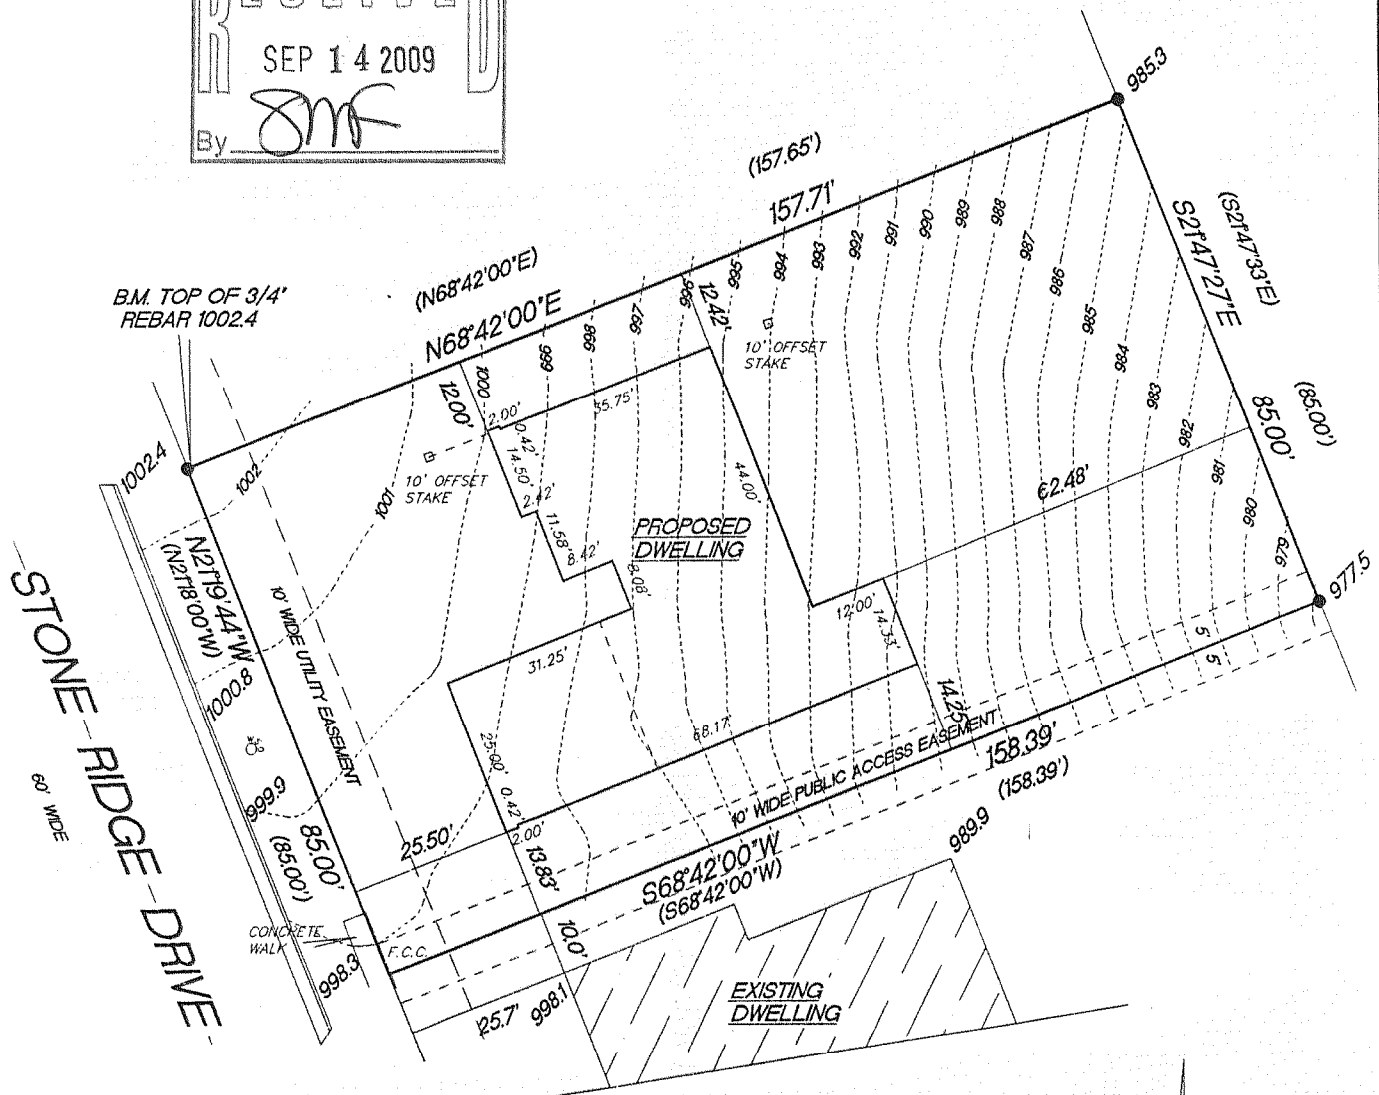 RECEIVED
SEP 14 2009
By SMF
985.3
(157.65')
157.71'
(S21°47'33"E)
S21°47'27"E
(N68°42'00"E)
N68°42'00"E
B.M. TOP OF 3/4"
REBAR 1002.4
1002.4
1002
1001
1000
999
998
997
996
995
994
993
992
991
990
989
988
987
986
985
984
983
982
981
980
979
12.42'
10' OFFSET
STAKE
12.00'
2.00'
0.42'
35.75'
14.50'
10' OFFSET
STAKE
2.42'
11.58'
8.42'
8.08'
44.00'
PROPOSED
DWELLING
62.48'
(85.00')
85.00'
977.5
12.00'
14.33'
5'
5'
N21°19'44"W
(N21°18'00"W)
10' WIDE UTILITY EASEMENT
31.25'
25.00'
68.17'
14.25'
STONE RIDGE DRIVE
60' WIDE
1000.8
999.9
85.00'
(85.00')
0.42'
2.00'
25.50'
13.83'
10' WIDE PUBLIC ACCESS EASEMENT
158.39'
(158.39')
989.9
S68°42'00"W
(S68°42'00"W)
CONCRETE
WALK
F.C.C.
998.3
10.0'
25.7'
998.1
EXISTING
DWELLING